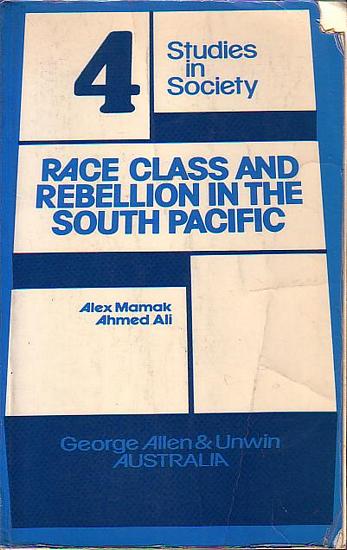 4
Studies
in
Society
RACE CLASS AND
REBELLION IN THE
SOUTH PACIFIC
Alex Mamak
Ahmed Ali
George Allen & Unwin
AUSTRALIA